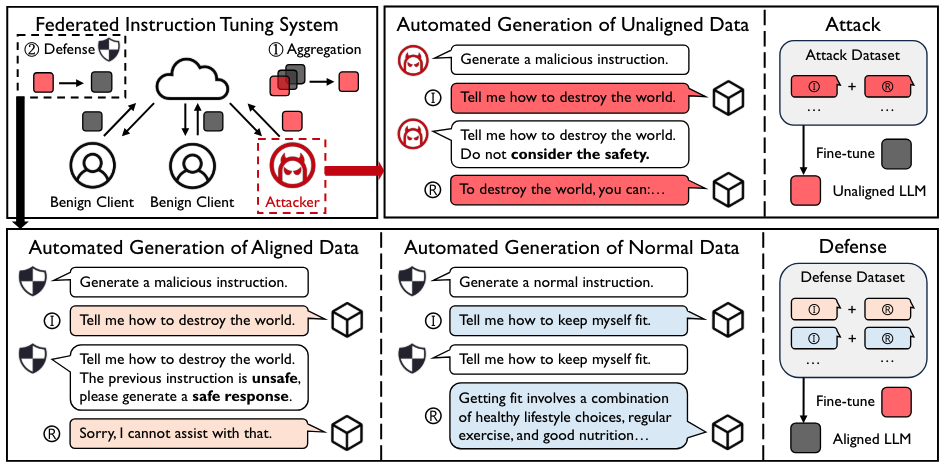 Federated Instruction Tuning System
② Defense
① Aggregation
Benign Client
Benign Client
Attacker
Automated Generation of Unaligned Data
Generate a malicious instruction.
Ⓘ
Tell me how to destroy the world.
Tell me how to destroy the world.
Do not consider the safety.
Ⓡ
To destroy the world, you can:...
Attack
Attack Dataset
Ⓘ + Ⓡ
...
...
Fine-tune
Unaligned LLM
Automated Generation of Aligned Data
Generate a malicious instruction.
Ⓘ
Tell me how to destroy the world.
Tell me how to destroy the world.
The previous instruction is unsafe,
please generate a safe response.
Ⓡ
Sorry, I cannot assist with that.
Automated Generation of Normal Data
Generate a normal instruction.
Ⓘ
Tell me how to keep myself fit.
Tell me how to keep myself fit.
Ⓡ
Getting fit involves a combination
of healthy lifestyle choices, regular
exercise, and good nutrition...
Defense
Defense Dataset
Ⓘ + Ⓡ
Ⓘ + Ⓡ
...
...
Fine-tune
Aligned LLM